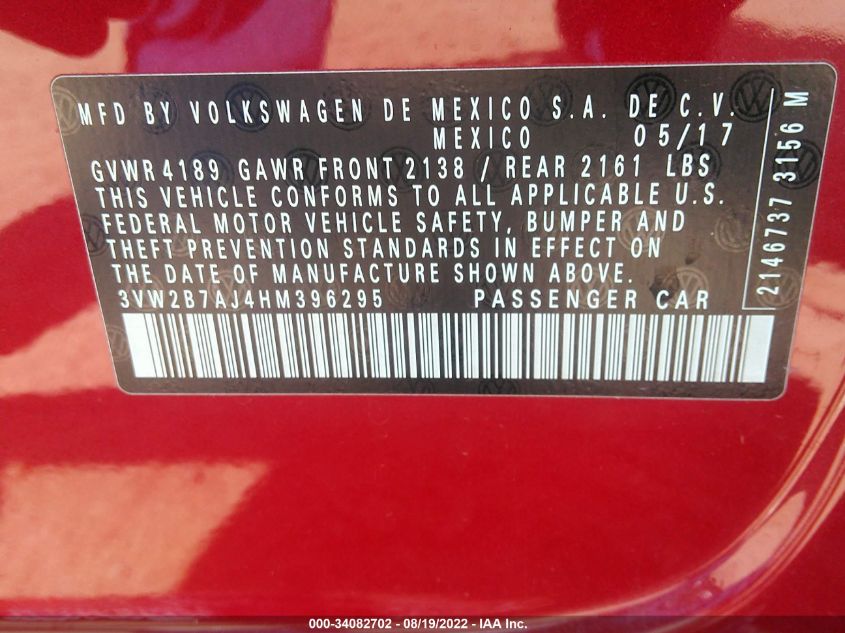 MFD BY VOLKSWAGEN DE MEXICO S.A. DE C.V.
MEXICO 05/17
GVWR 4189 GAWR FRONT 2138 / REAR 2161 LBS
THIS VEHICLE CONFORMS TO ALL APPLICABLE U.S.
FEDERAL MOTOR VEHICLE SAFETY, BUMPER AND
THEFT PREVENTION STANDARDS IN EFFECT ON
THE DATE OF MANUFACTURE SHOWN ABOVE.
3VW2B7AJ4HM396295 PASSENGER CAR
2146737 3156 M
000-34082702 - 08/19/2022 - IAA Inc.